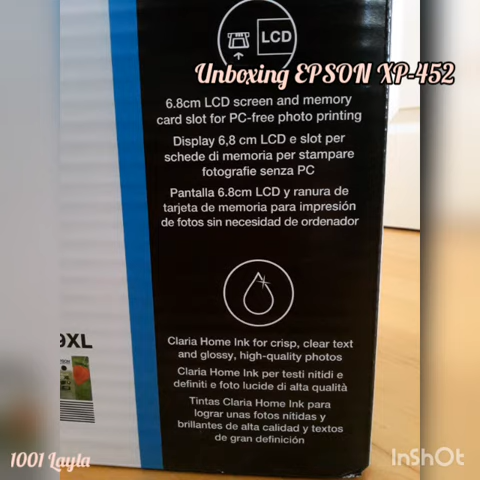 LCD
Unboxing EPSON XP-452
6.8cm LCD screen and memory
card slot for PC-free photo printing
Display 6,8 cm LCD e slot per
schede di memoria per stampare
fotografie senza PC
Pantalla 6.8cm LCD y ranura de
tarjeta de memoria para impresión
de fotos sin necesidad de ordenador
9XL
Claria Home Ink for crisp, clear text
and glossy, high-quality photos
Claria Home Ink per testi nitidi e
definiti e foto lucide di alta qualità
Tintas Claria Home Ink para
lograr unas fotos nítidas y
brillantes de alta calidad y textos
de gran definición
1001 Layla
InShOt